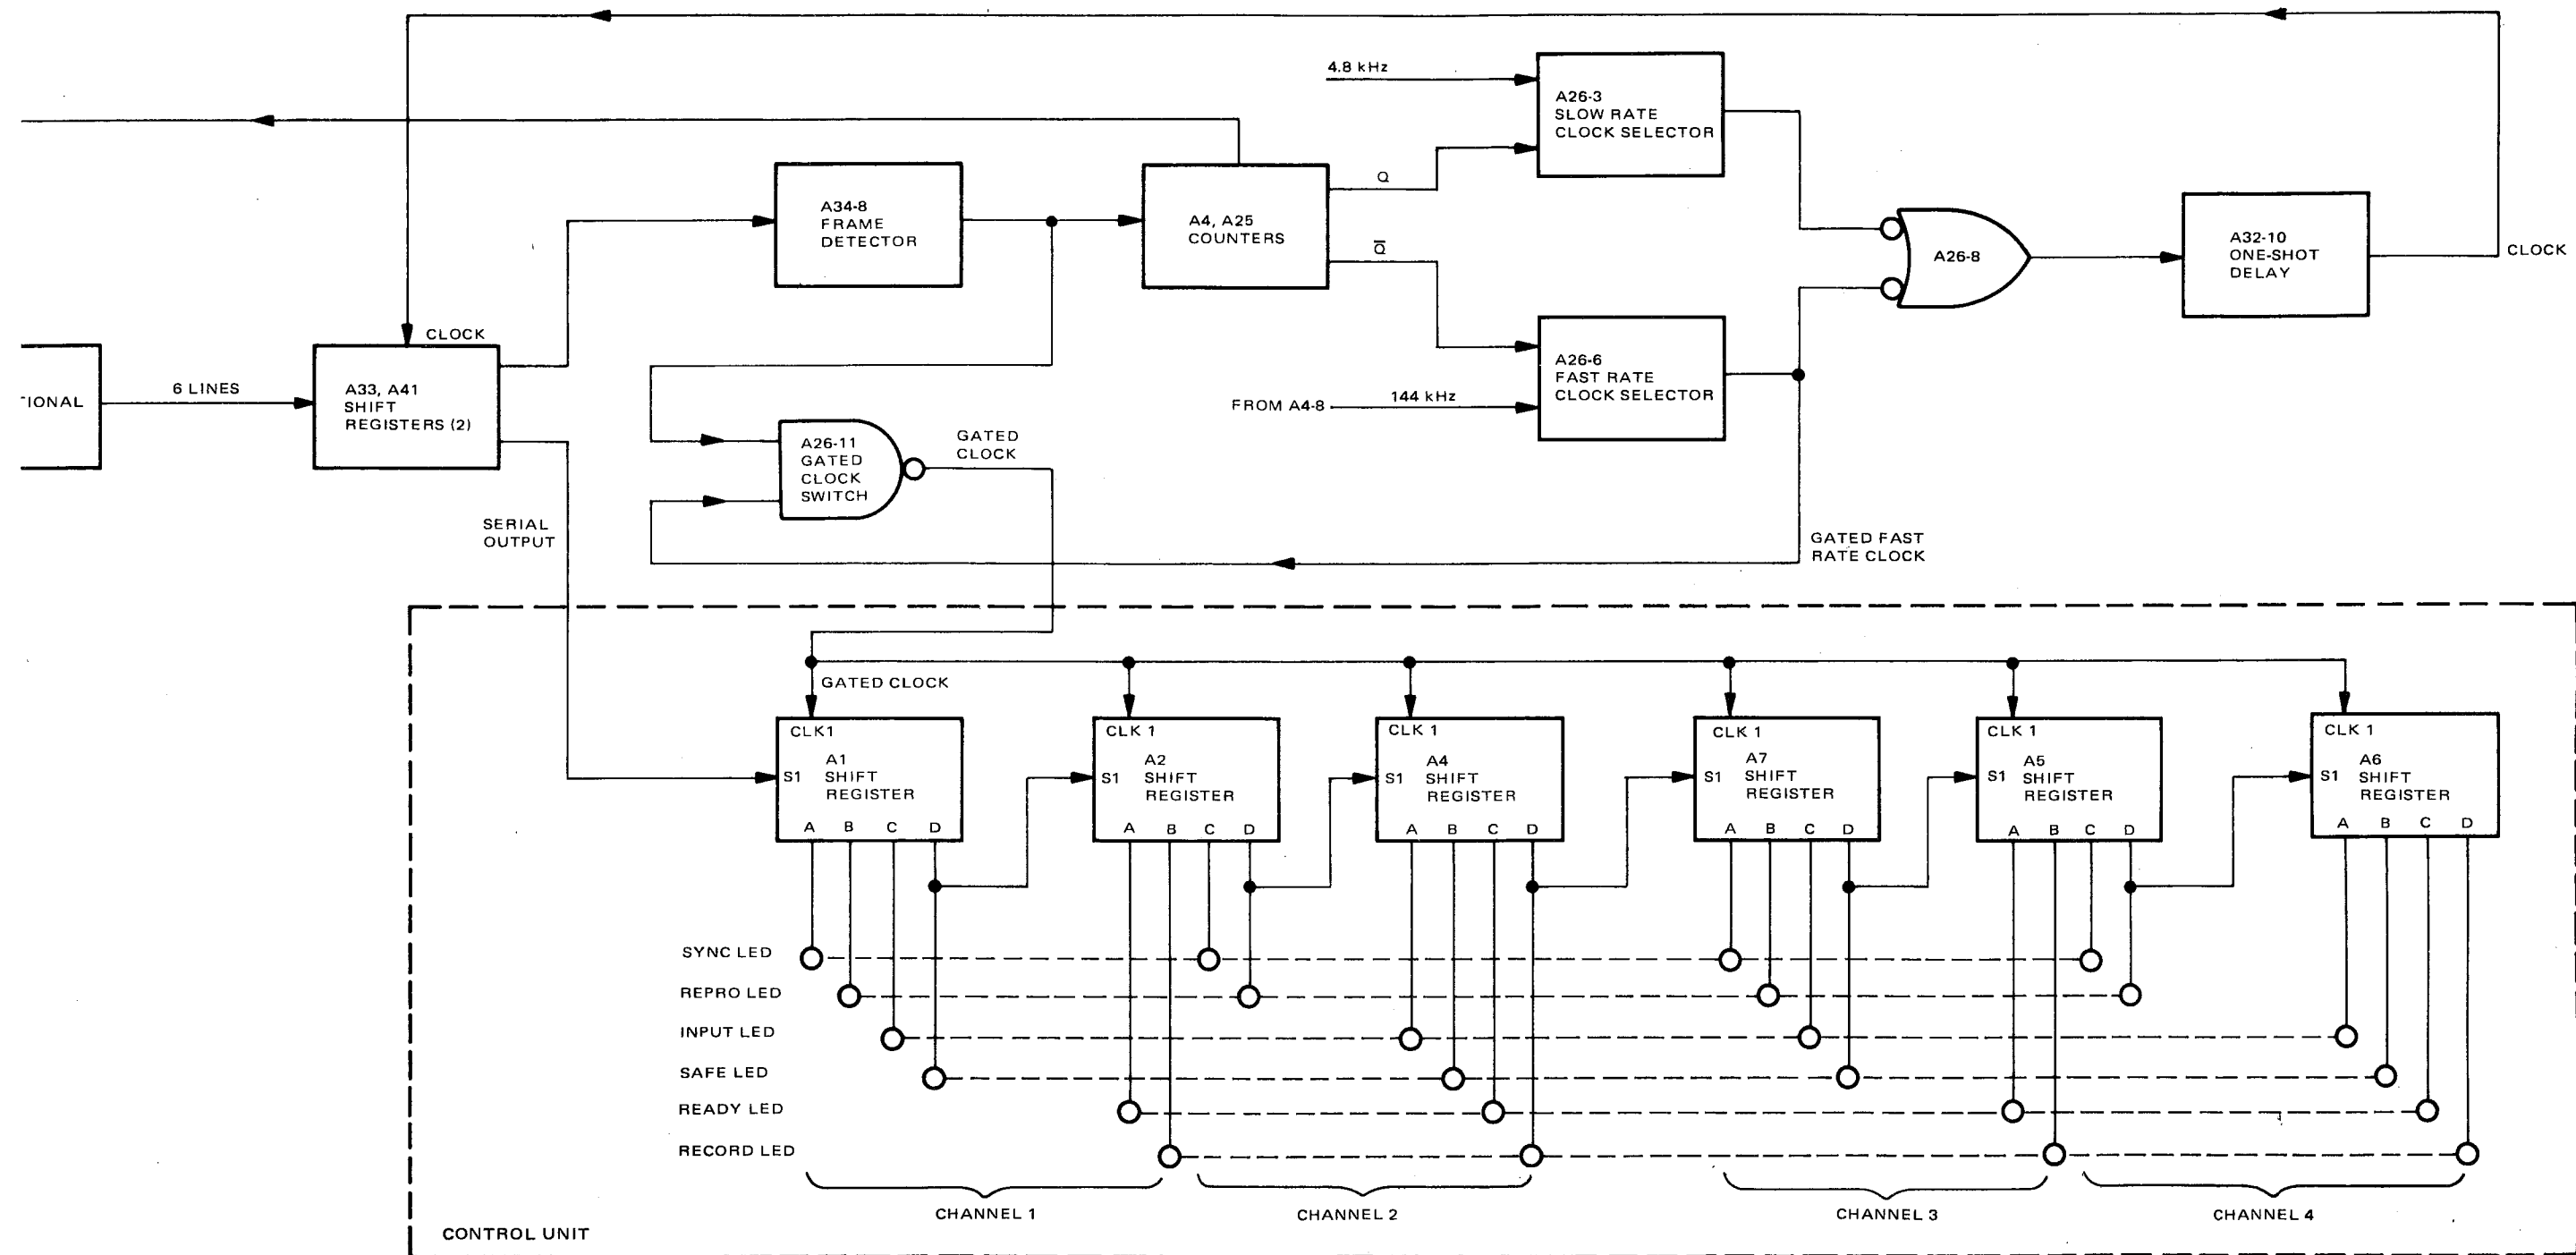 4.8 kHz
A26-3
SLOW RATE
CLOCK SELECTOR
A34-8
FRAME
DETECTOR
A4, A25
COUNTERS
Q
Q̅
A26-8
A32-10
ONE-SHOT
DELAY
CLOCK
CLOCK
TIONAL
6 LINES
A33, A41
SHIFT
REGISTERS (2)
A26-6
FAST RATE
CLOCK SELECTOR
FROM A4-8
144 kHz
A26-11
GATED
CLOCK
SWITCH
GATED
CLOCK
SERIAL
OUTPUT
GATED FAST
RATE CLOCK
GATED CLOCK
CLK1
S1
A1
SHIFT
REGISTER
A B C D
CLK 1
S1
A2
SHIFT
REGISTER
A B C D
CLK 1
S1
A4
SHIFT
REGISTER
A B C D
CLK 1
S1
A7
SHIFT
REGISTER
A B C D
CLK 1
S1
A5
SHIFT
REGISTER
A B C D
CLK 1
S1
A6
SHIFT
REGISTER
A B C D
SYNC LED
REPRO LED
INPUT LED
SAFE LED
READY LED
RECORD LED
CHANNEL 1
CHANNEL 2
CHANNEL 3
CHANNEL 4
CONTROL UNIT